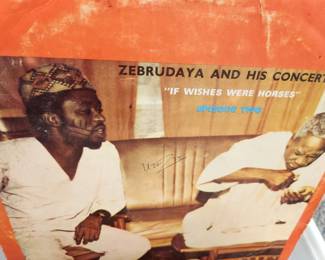 ZEBRUDAYA AND HIS CONCERT
"IF WISHES WERE HORSES"
EPISODE TWO